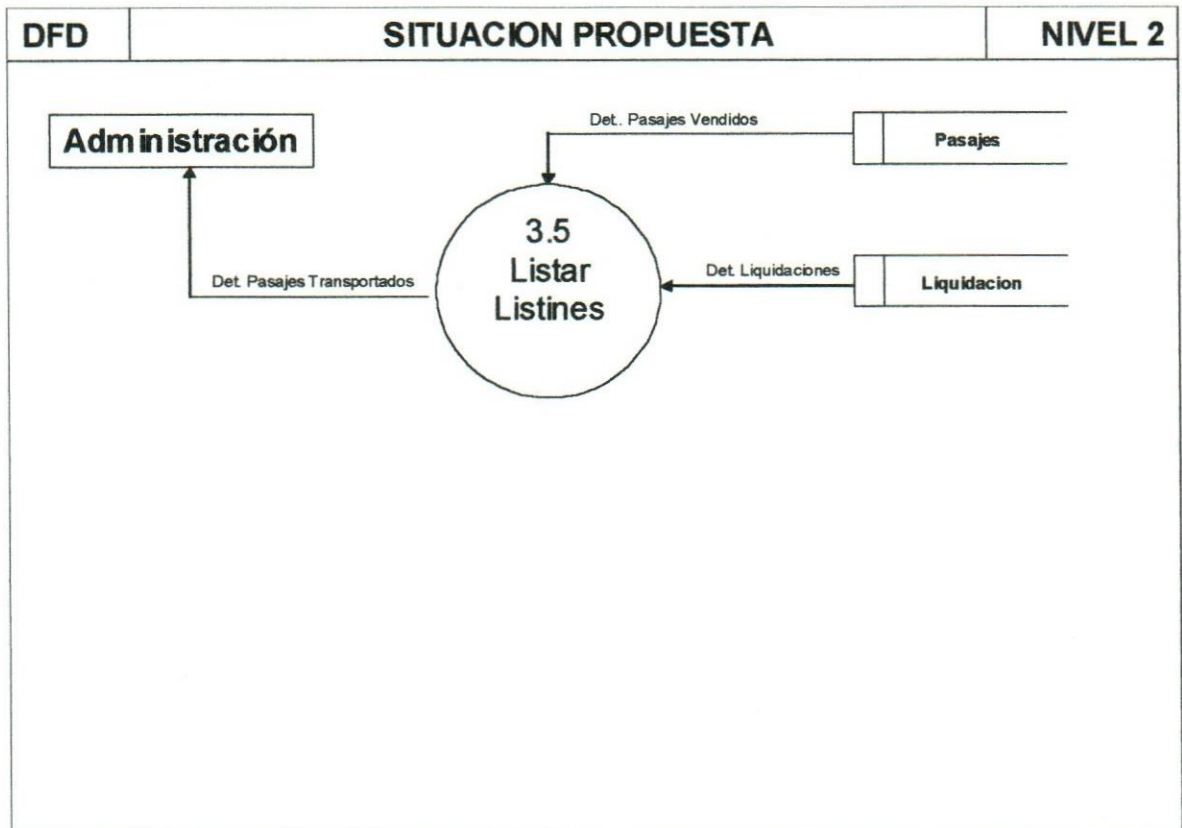 DFD SITUACION PROPUESTA NIVEL 2
Administración
Det.. Pasajes Vendidos
Pasajes
3.5
Listar
Listines
Det. Pasajes Transportados
Det. Liquidaciones
Liquidacion